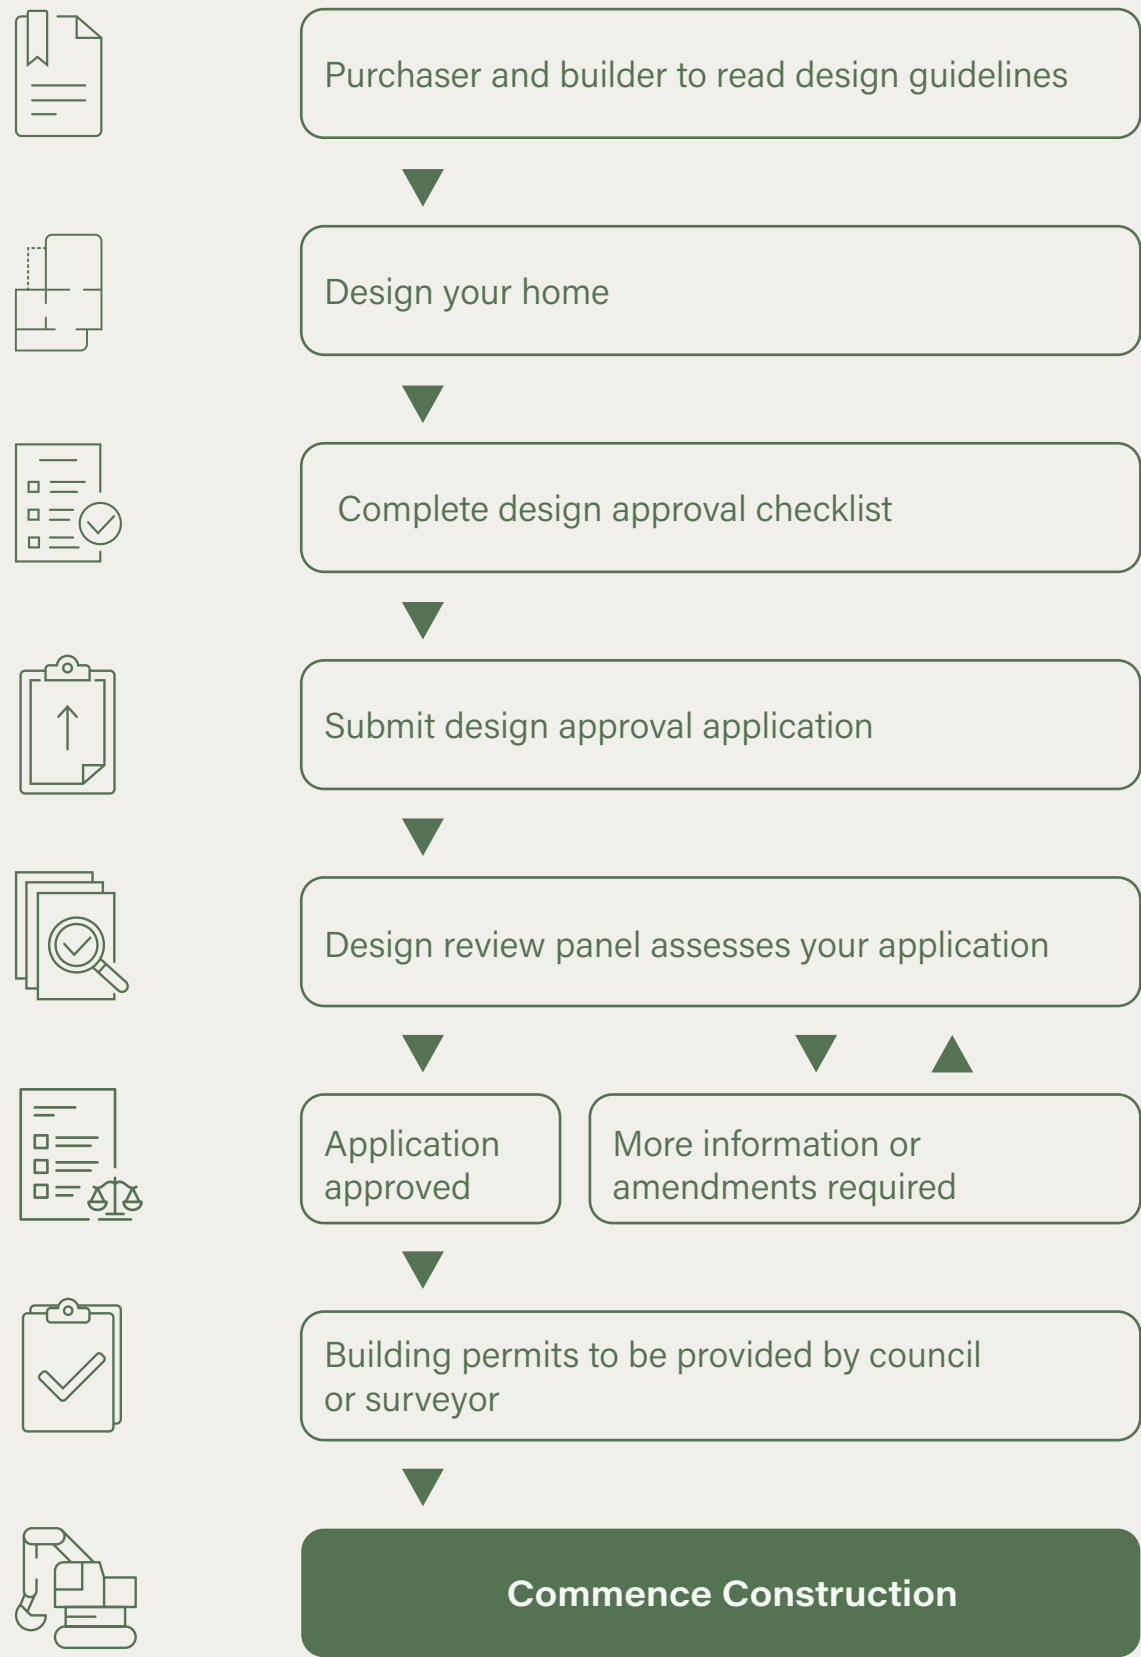 Purchaser and builder to read design guidelines
Design your home
Complete design approval checklist
Submit design approval application
Design review panel assesses your application
Application
approved
More information or
amendments required
Building permits to be provided by council
or surveyor
Commence Construction